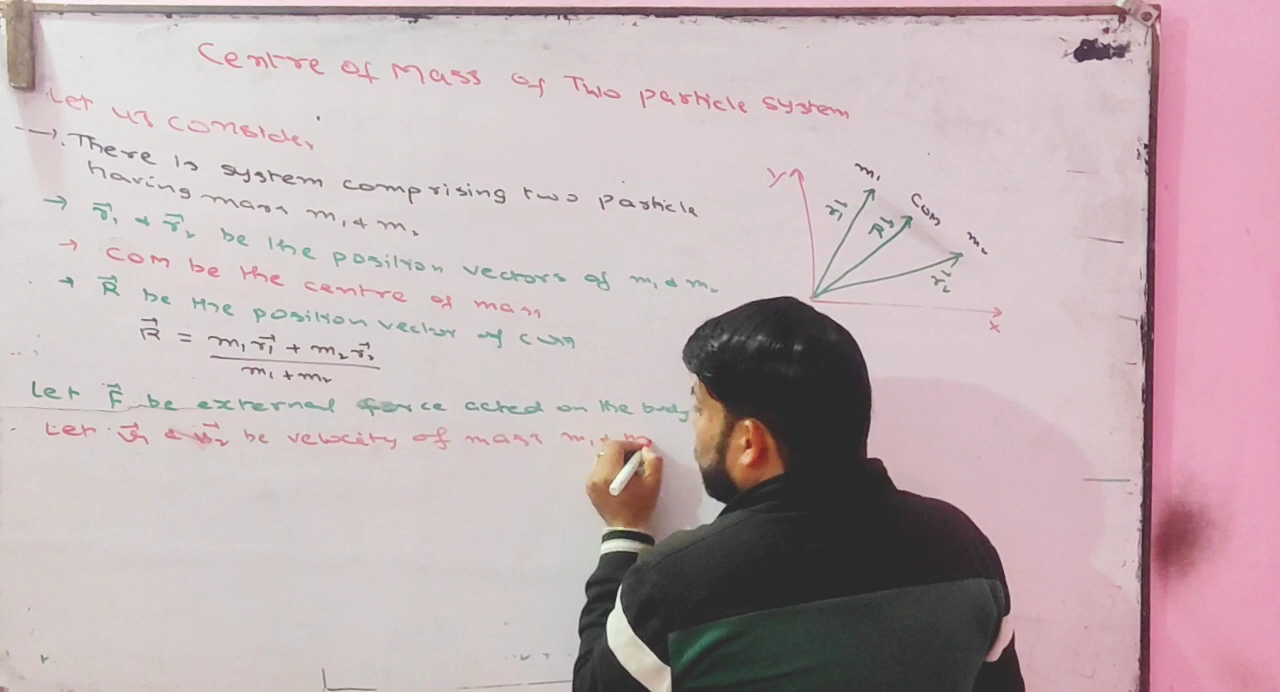 Centre of Mass of Two particle system
Let us consider
→ There is system comprising two particle
having mass m₁ & m₂
→ r⃗₁ & r⃗₂ be the position vectors of m₁ & m₂
→ COM be the centre of mass
→ R⃗ be the position vector of com
R⃗ = m₁r⃗₁ + m₂r⃗₂
m₁+m₂
Let F⃗ be external force acted on the body
Let v⃗₁ & v⃗₂ be velocity of mass m₁ & m
y
m₁
r⃗₁
R⃗
COM
m₂
r⃗₂
x